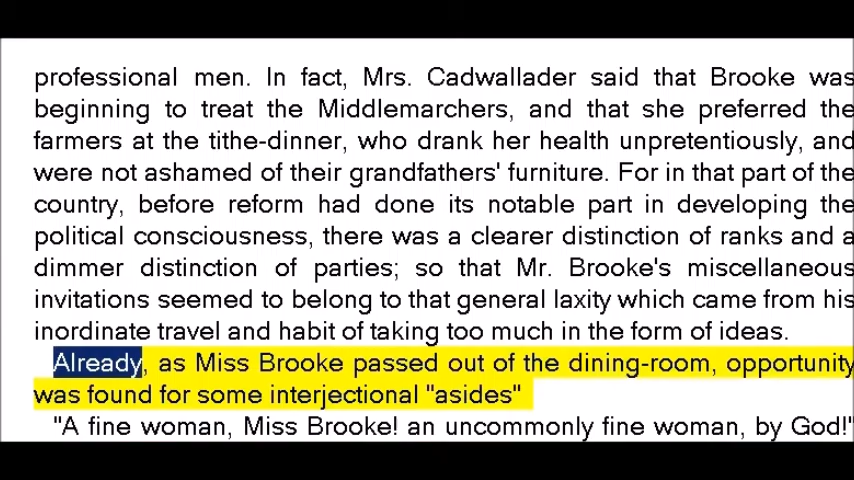 professional men. In fact, Mrs. Cadwallader said that Brooke was
beginning to treat the Middlemarchers, and that she preferred the
farmers at the tithe-dinner, who drank her health unpretentiously, and
were not ashamed of their grandfathers' furniture. For in that part of the
country, before reform had done its notable part in developing the
political consciousness, there was a clearer distinction of ranks and a
dimmer distinction of parties; so that Mr. Brooke's miscellaneous
invitations seemed to belong to that general laxity which came from his
inordinate travel and habit of taking too much in the form of ideas.
Already, as Miss Brooke passed out of the dining-room, opportunity
was found for some interjectional "asides"
"A fine woman, Miss Brooke! an uncommonly fine woman, by God!"